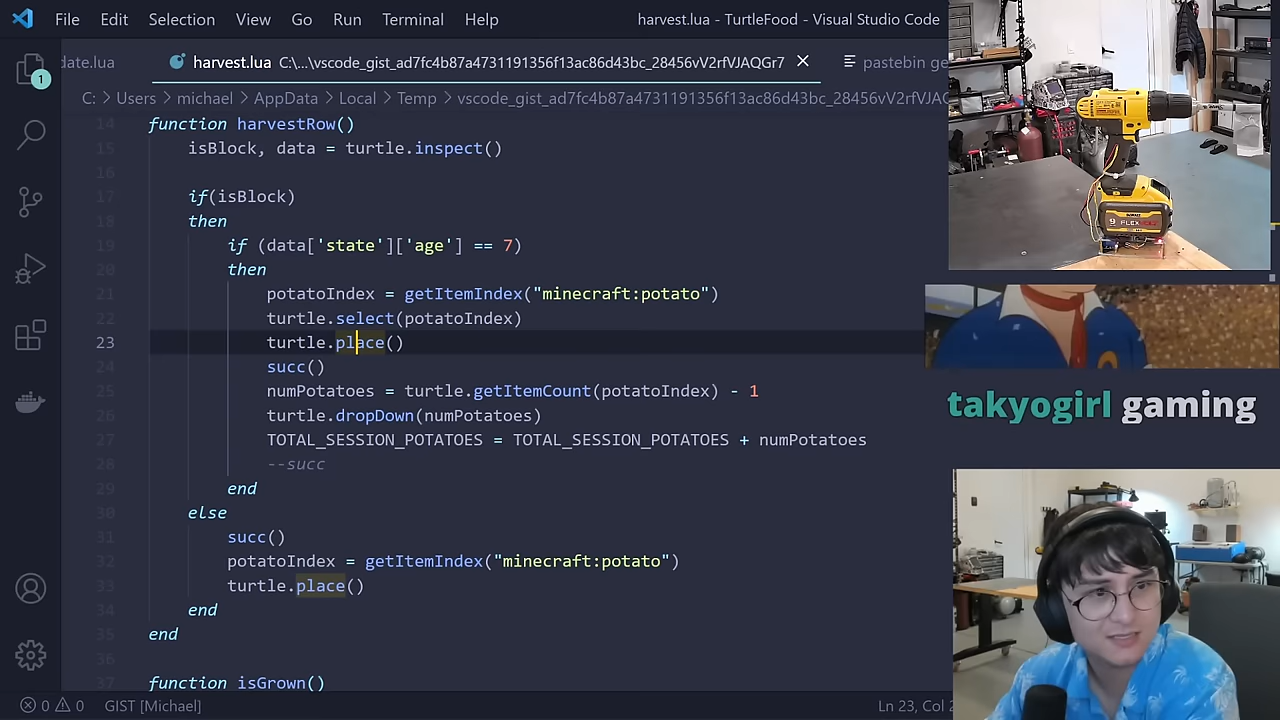 File Edit Selection View Go Run Terminal Help harvest.lua - TurtleFood - Visual Studio Code
date.lua harvest.lua C:\...\vscode_gist_ad7fc4b87a4731191356f13ac86d43bc_28456vV2rfVJAQGr7 pastebin ge
1
C: > Users > michael > AppData > Local > Temp > vscode_gist_ad7fc4b87a4731191356f13ac86d43bc_28456vV2rfVJAQ
14 function harvestRow()
15 isBlock, data = turtle.inspect()
16
17 if(isBlock)
18 then
19 if (data['state']['age'] == 7)
20 then
21 potatoIndex = getItemIndex("minecraft:potato")
22 turtle.select(potatoIndex)
23 turtle.place()
24 succ()
25 numPotatoes = turtle.getItemCount(potatoIndex) - 1
26 turtle.dropDown(numPotatoes)
27 TOTAL_SESSION_POTATOES = TOTAL_SESSION_POTATOES + numPotatoes
28 --succ
29 end
30 else
31 succ()
32 potatoIndex = getItemIndex("minecraft:potato")
33 turtle.place()
34 end
35 end
36
37 function isGrown()
0 0 GIST [Michael] Ln 23, Col 2
DEWALT
9 FLEXVOLT
takyogirl gaming